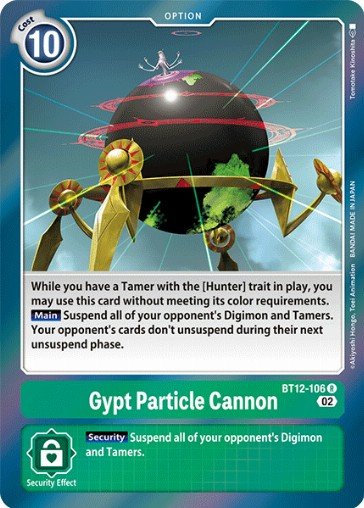 OPTION
Cost
10
Tomotake Kinoshita
©Akiyoshi Hongo, Toei Animation BANDAI MADE IN JAPAN
While you have a Tamer with the [Hunter] trait in play, you
may use this card without meeting its color requirements.
Main Suspend all of your opponent's Digimon and Tamers.
Your opponent's cards don't unsuspend during their next
unsuspend phase.
BT12-106 R
Gypt Particle Cannon
02
Security Suspend all of your opponent's Digimon
and Tamers.
Security Effect